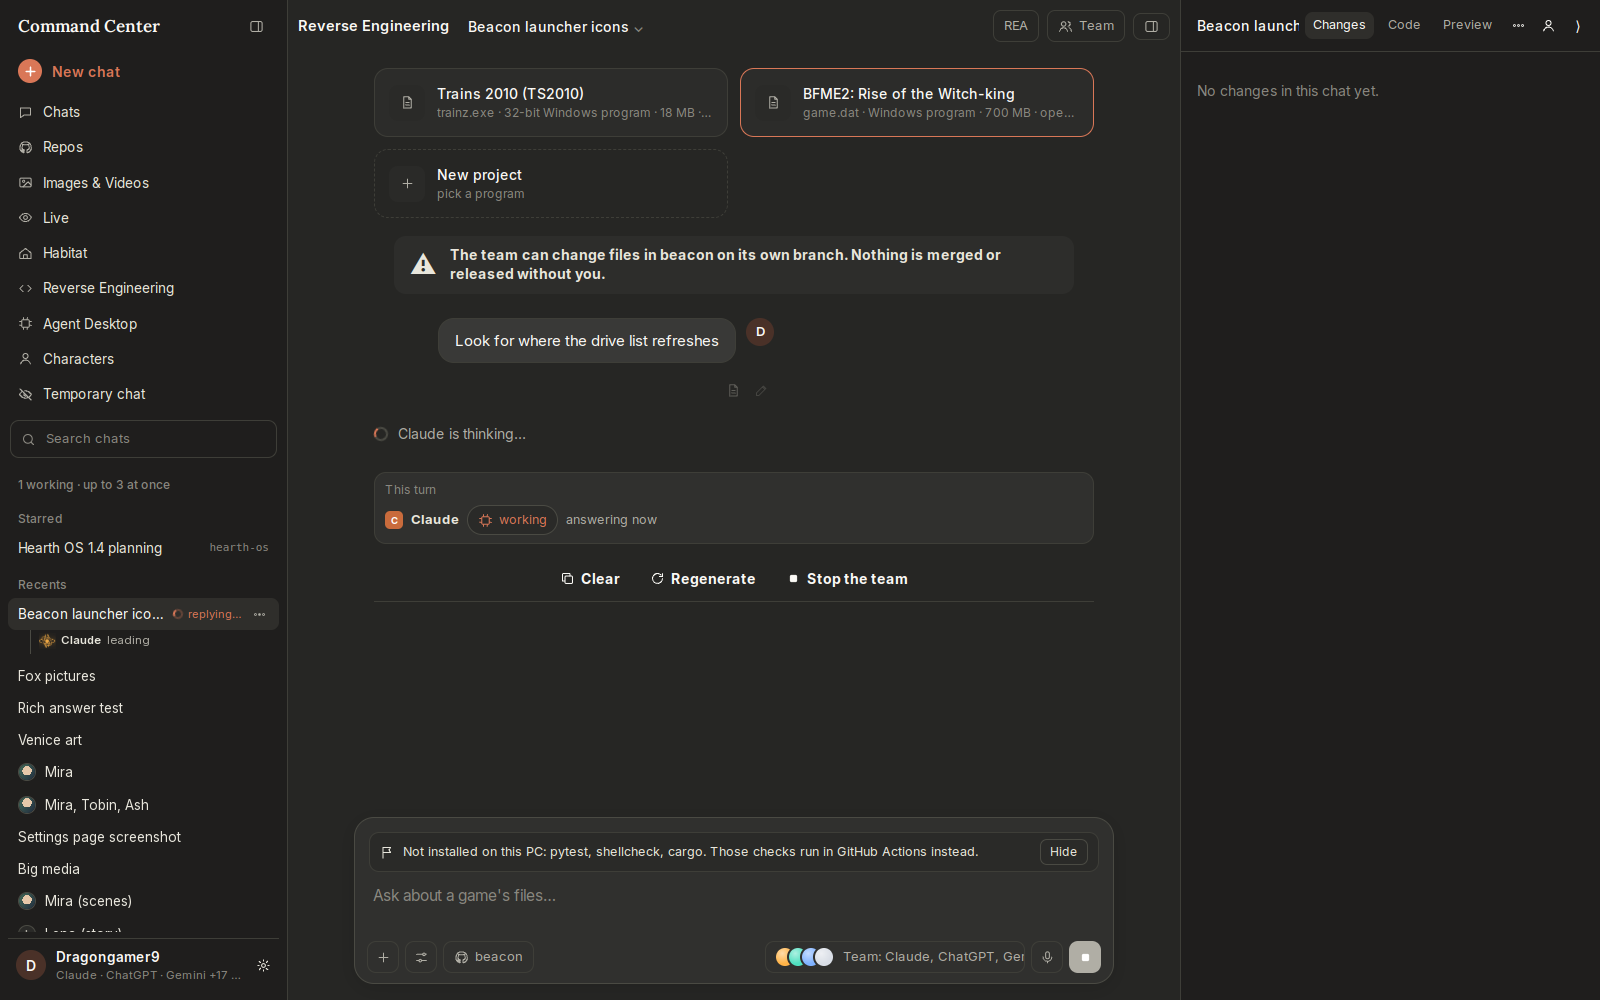 Command Center
New chat
Chats
Repos
Images & Videos
Live
Habitat
Reverse Engineering
Agent Desktop
Characters
Temporary chat
Search chats
1 working · up to 3 at once
Starred
Hearth OS 1.4 planning hearth-os
Recents
Beacon launcher ico... replying...
Claude leading
Fox pictures
Rich answer test
Venice art
Mira
Mira, Tobin, Ash
Settings page screenshot
Big media
Mira (scenes)
D Dragongamer9
Claude · ChatGPT · Gemini +17 ...
Reverse Engineering Beacon launcher icons REA Team
Trains 2010 (TS2010)
trainz.exe · 32-bit Windows program · 18 MB ·...
BFME2: Rise of the Witch-king
game.dat · Windows program · 700 MB · ope...
New project
pick a program
The team can change files in beacon on its own branch. Nothing is merged or
released without you.
Look for where the drive list refreshes D
Claude is thinking...
This turn
C Claude working answering now
Clear Regenerate Stop the team
Not installed on this PC: pytest, shellcheck, cargo. Those checks run in GitHub Actions instead. Hide
Ask about a game's files...
beacon Team: Claude, ChatGPT, Ger
Beacon launch Changes Code Preview
No changes in this chat yet.